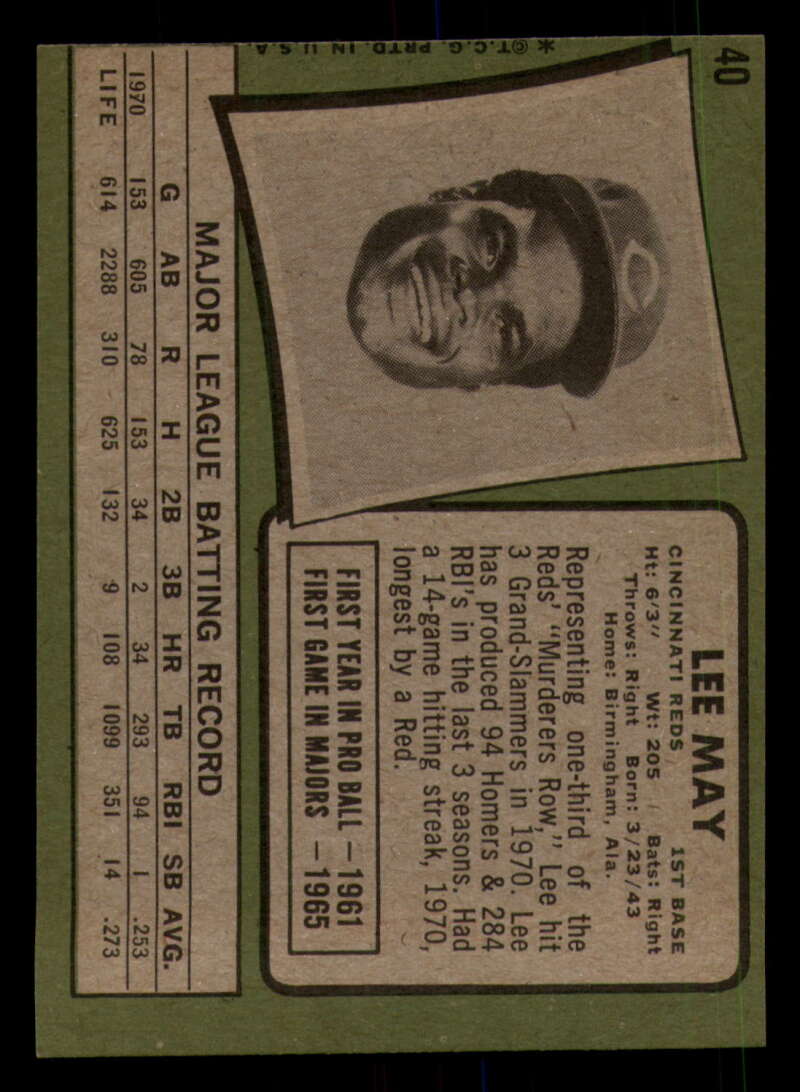 40
LEE MAY
CINCINNATI REDS 1ST BASE
Ht: 6'3" Wt: 205 Bats: Right
Throws: Right Born: 3/23/43
Home: Birmingham, Ala.
Representing one-third of the
Reds' "Murderers Row," Lee hit
3 Grand-Slammers in 1970. Lee
has produced 94 Homers & 284
RBI's in the last 3 seasons. Had
a 14-game hitting streak, 1970,
longest by a Red.
FIRST YEAR IN PRO BALL — 1961
FIRST GAME IN MAJORS — 1965
MAJOR LEAGUE BATTING RECORD
G AB R H 2B 3B HR TB RBI SB AVG.
1970 153 605 78 153 34 2 34 293 94 1 .253
LIFE 614 2288 310 625 132 9 108 1099 351 14 .273
* © T.C.G. PRTD. IN U.S.A.